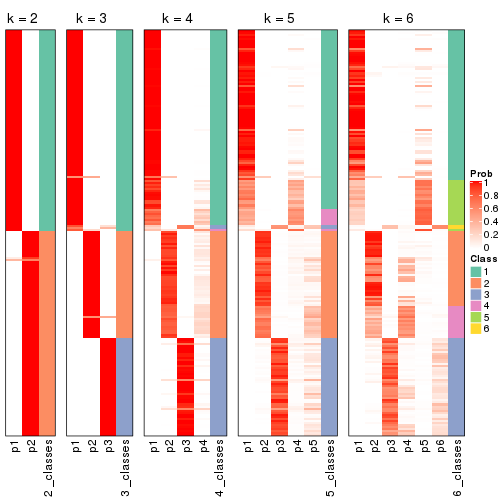 k = 2
k = 3
k = 4
k = 5
k = 6
Prob
1
0.8
0.6
0.4
0.2
0
Class
1
2
3
4
5
6
p1
p2
2_classes
p1
p2
p3
3_classes
p1
p2
p3
p4
4_classes
p1
p2
p3
p4
p5
5_classes
p1
p2
p3
p4
p5
p6
6_classes